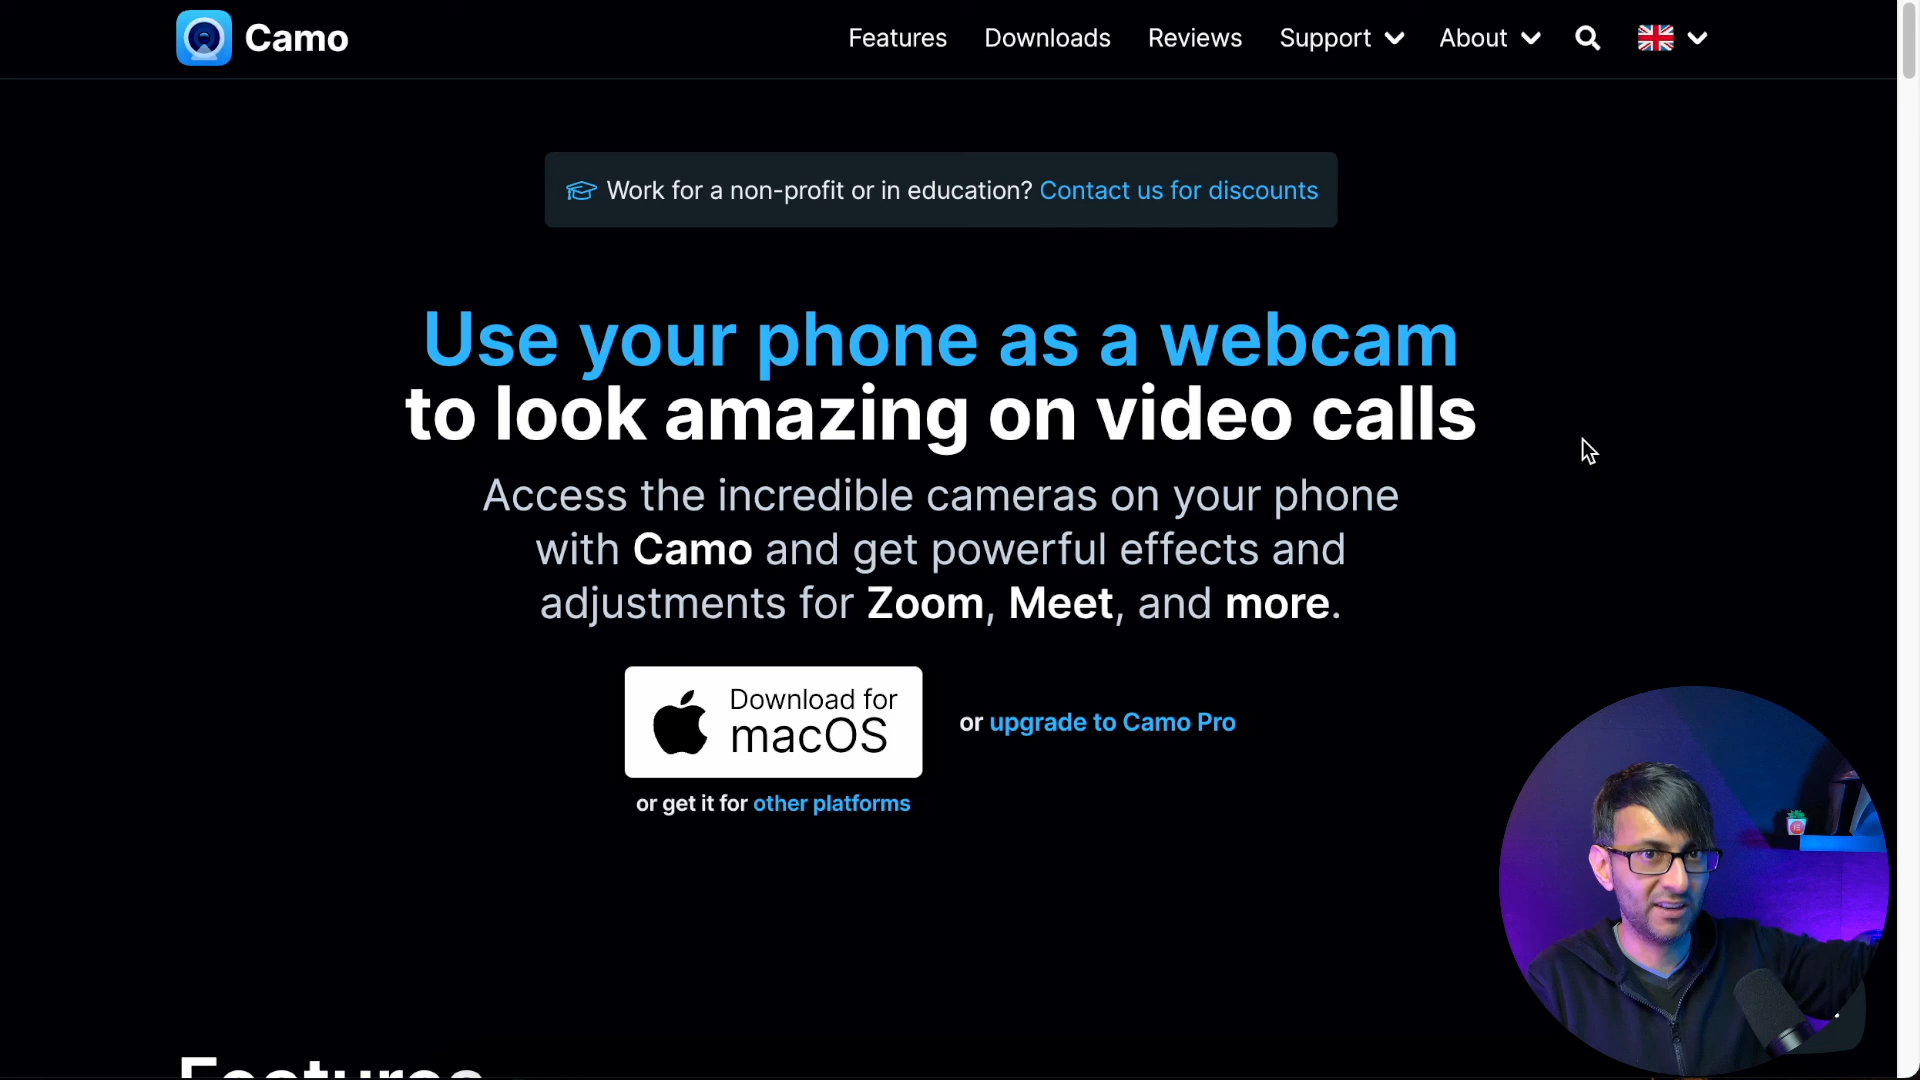 Camo
Features Downloads Reviews Support About
Work for a non-profit or in education? Contact us for discounts
Use your phone as a webcam
to look amazing on video calls
Access the incredible cameras on your phone
with Camo and get powerful effects and
adjustments for Zoom, Meet, and more.
Download for
macOS
or upgrade to Camo Pro
or get it for other platforms
Features